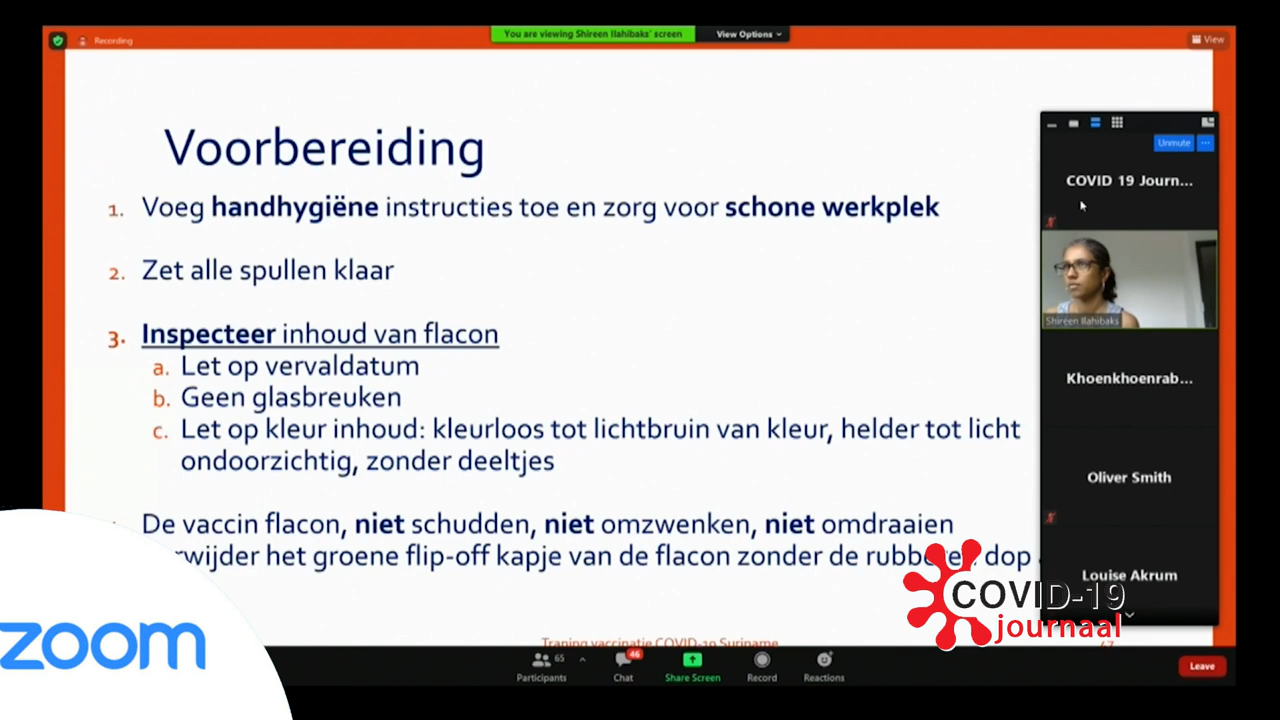 Recording
You are viewing Shireen Ilahibaks' screen
View Options
View
Voorbereiding
1. Voeg handhygiëne instructies toe en zorg voor schone werkplek
2. Zet alle spullen klaar
3. Inspecteer inhoud van flacon
a. Let op vervaldatum
b. Geen glasbreuken
c. Let op kleur inhoud: kleurloos tot lichtbruin van kleur, helder tot licht
ondoorzichtig, zonder deeltjes
De vaccin flacon, niet schudden, niet omzwenken, niet omdraaien
het groene flip-off kapje van de flacon zonder de rubberen dop
Traning vaccinatie COVID-19 Suriname
47
Unmute
COVID 19 Journ...
Shireen Ilahibaks
Khoenkhoenrab...
Oliver Smith
Louise Akrum
COVID-19
journaal
zoom
65
Participants
46
Chat
Share Screen
Record
Reactions
Leave